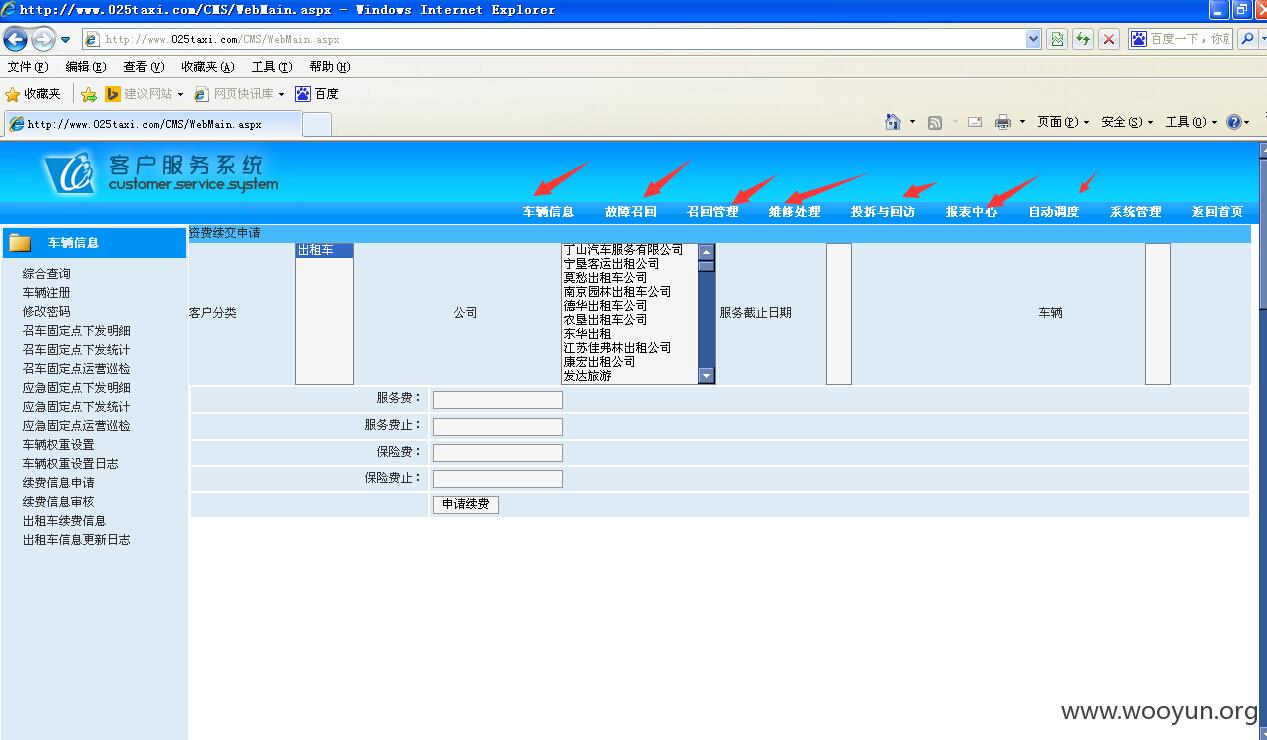 http://www.025taxi.com/CMS/WebMain.aspx - Windows Internet Explorer
http://www.025taxi.com/CMS/WebMain.aspx
百度一下，你就
文件(F) 编辑(E) 查看(V) 收藏夹(A) 工具(T) 帮助(H)
收藏夹 建议网站 网页快讯库 百度
http://www.025taxi.com/CMS/WebMain.aspx
页面(P) 安全(S) 工具(O)
客户服务系统
customer.service.system
车辆信息 故障召回 召回管理 维修处理 投拆与回访 报表中心 自动调度 系统管理 返回首页
车辆信息
综合查询
车辆注册
修改密码
召车固定点下发明细
召车固定点下发统计
召车固定点运营巡检
应急固定点下发明细
应急固定点下发统计
应急固定点运营巡检
车辆权重设置
车辆权重设置日志
续费信息申请
续费信息审核
出租车续费信息
出租车信息更新日志
资费续交申请
客户分类
出租车
公司
丁山汽车服务有限公司
宁垦客运出租公司
莫愁出租车公司
南京园林出租车公司
德华出租车公司
农垦出租车公司
东华出租
江苏佳弗林出租公司
康宏出租公司
发达旅游
服务截止日期
车辆
服务费：
服务费止：
保险费：
保险费止：
申请续费
www.wooyun.org